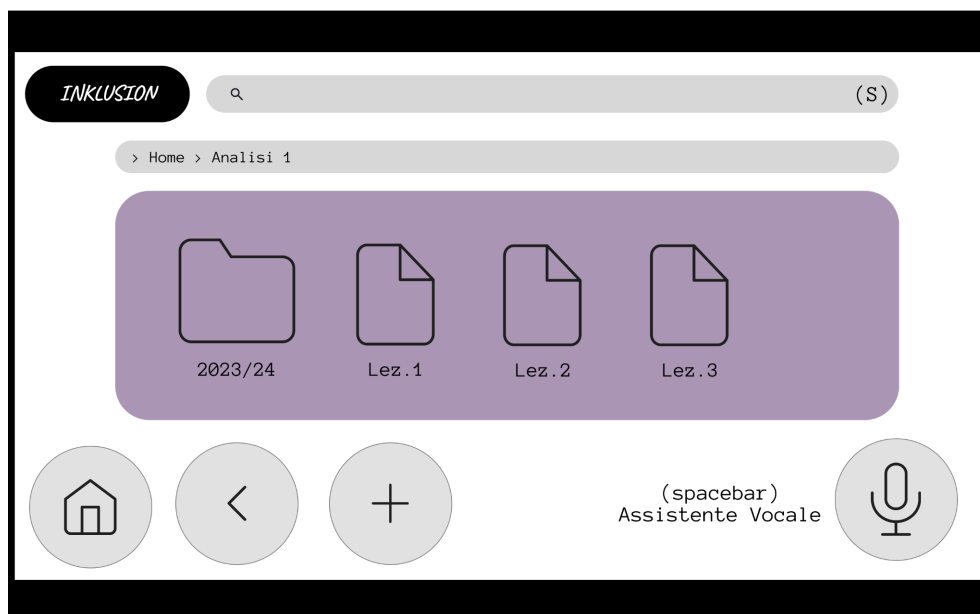 INKLUSION
(S)
> Home > Analisi 1
2023/24
Lez.1
Lez.2
Lez.3
(spacebar)
Assistente Vocale